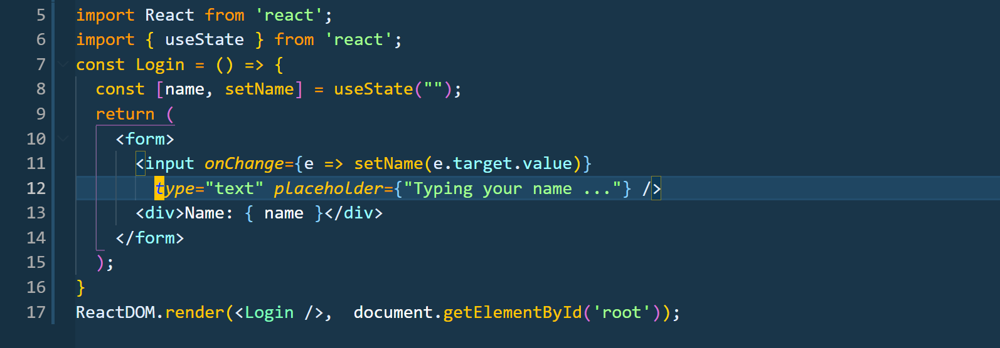 5 import React from 'react';
6 import { useState } from 'react';
7 const Login = () => {
8   const [name, setName] = useState("");
9   return (
10     <form>
11       <input onChange={e => setName(e.target.value)}
12         type="text" placeholder={"Typing your name ..."} />
13       <div>Name: { name }</div>
14     </form>
15   );
16 }
17 ReactDOM.render(<Login />,  document.getElementById('root'));